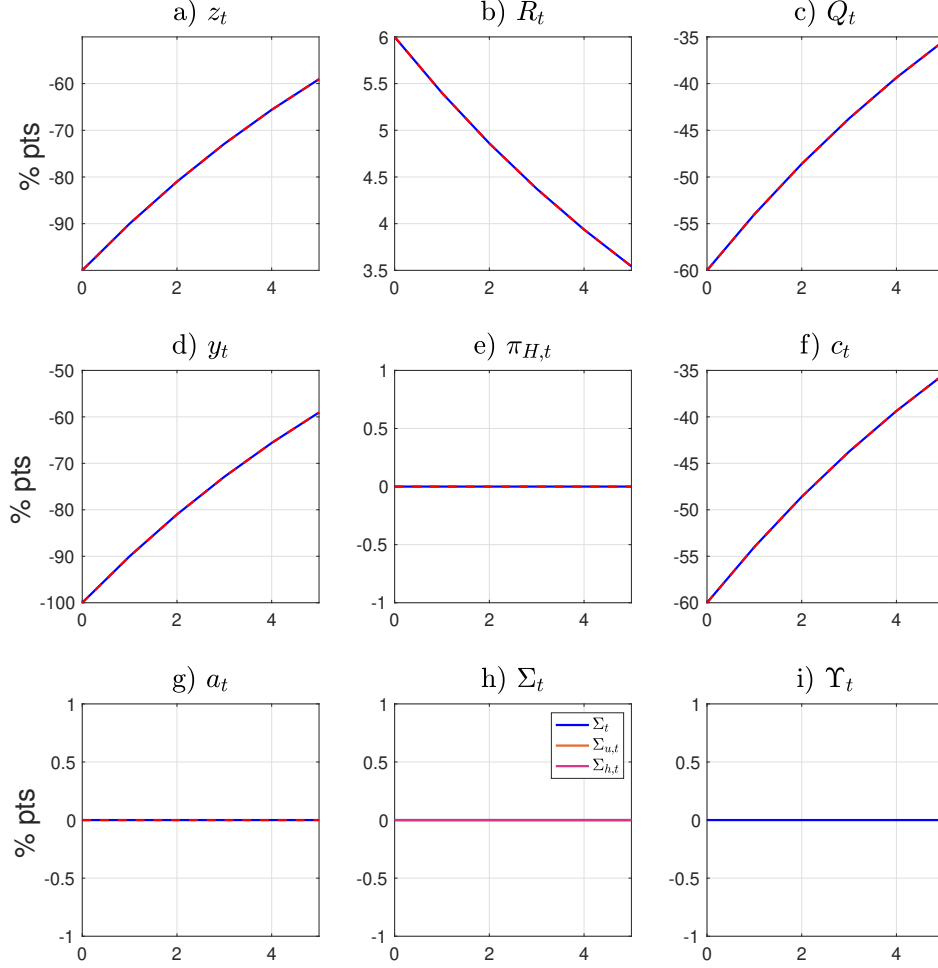 a) z_t
b) R_t
c) Q_t
-60
-70
-80
-90
% pts
0 2 4
6
5.5
5
4.5
4
3.5
0 2 4
-35
-40
-45
-50
-55
-60
0 2 4
d) y_t
e) π_{H,t}
f) c_t
-50
-60
-70
-80
-90
-100
% pts
0 2 4
1
0.5
0
-0.5
-1
0 2 4
-35
-40
-45
-50
-55
-60
0 2 4
g) a_t
h) Σ_t
i) ϒ_t
1
0.5
0
-0.5
-1
% pts
0 2 4
1
0.5
0
-0.5
-1
Σ_t
Σ_{u,t}
Σ_{h,t}
0 2 4
1
0.5
0
-0.5
-1
0 2 4